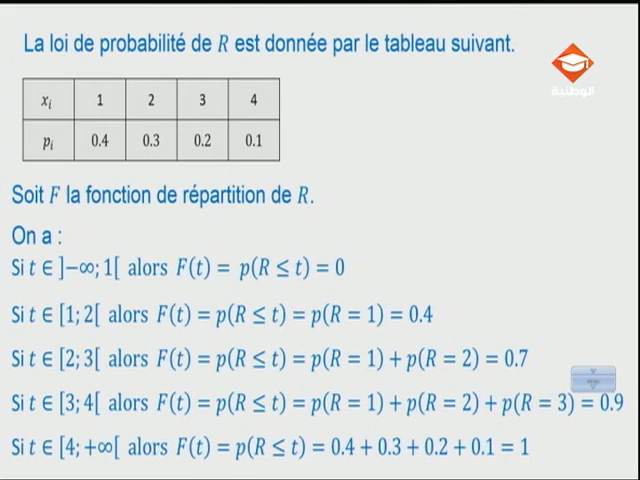 La loi de probabilité de R est donnée par le tableau suivant.
الوطنية
xᵢ 1 2 3 4
pᵢ 0.4 0.3 0.2 0.1
Soit F la fonction de répartition de R.
On a :
Si t ∈ ]−∞; 1[ alors F(t) = p(R ≤ t) = 0
Si t ∈ [1; 2[ alors F(t) = p(R ≤ t) = p(R = 1) = 0.4
Si t ∈ [2; 3[ alors F(t) = p(R ≤ t) = p(R = 1) + p(R = 2) = 0.7
Si t ∈ [3; 4[ alors F(t) = p(R ≤ t) = p(R = 1) + p(R = 2) + p(R = 3) = 0.9
Si t ∈ [4; +∞[ alors F(t) = p(R ≤ t) = 0.4 + 0.3 + 0.2 + 0.1 = 1